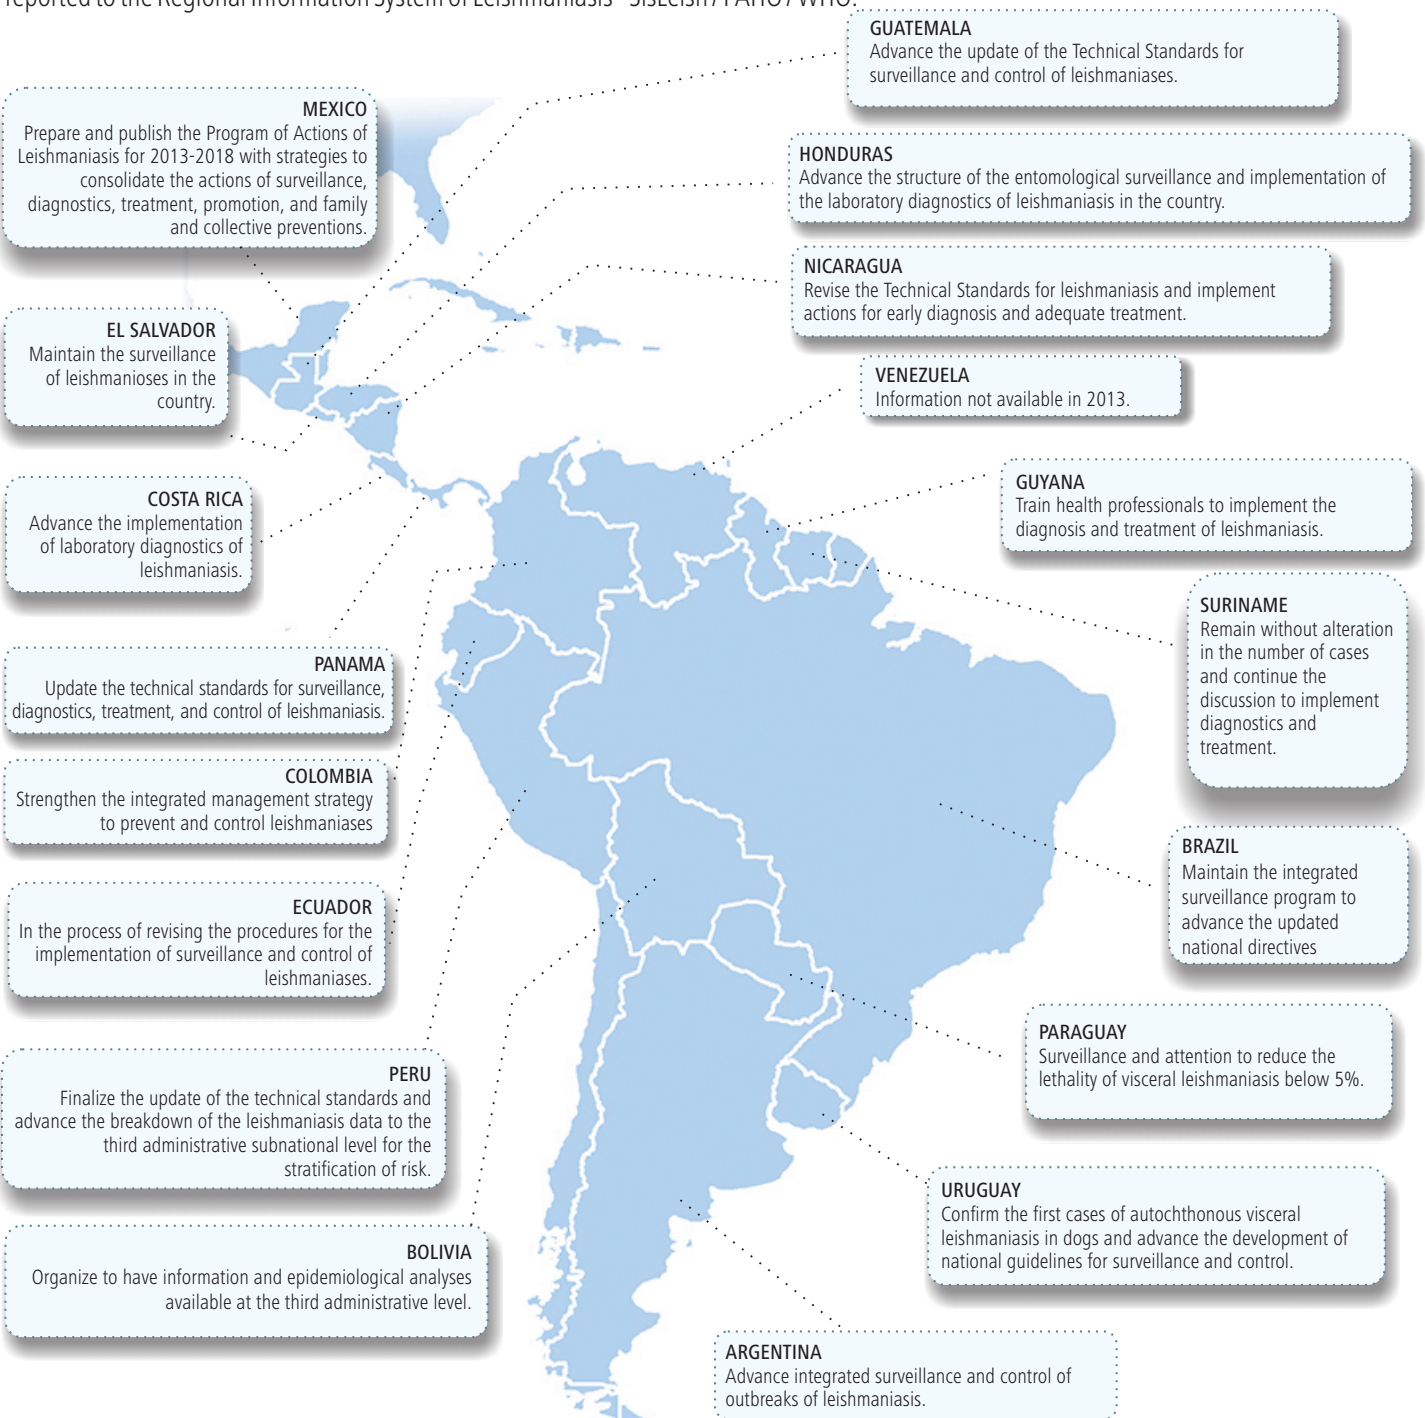 reported to the Regional Information System of Leishmaniasis - SisLeish / PAHO / WHO.
GUATEMALA
Advance the update of the Technical Standards for
surveillance and control of leishmaniases.
MEXICO
Prepare and publish the Program of Actions of
Leishmaniasis for 2013-2018 with strategies to
consolidate the actions of surveillance,
diagnostics, treatment, promotion, and family
and collective preventions.
HONDURAS
Advance the structure of the entomological surveillance and implementation of
the laboratory diagnostics of leishmaniasis in the country.
NICARAGUA
Revise the Technical Standards for leishmaniasis and implement
actions for early diagnosis and adequate treatment.
EL SALVADOR
Maintain the surveillance
of leishmanioses in the
country.
VENEZUELA
Information not available in 2013.
COSTA RICA
Advance the implementation
of laboratory diagnostics of
leishmaniasis.
GUYANA
Train health professionals to implement the
diagnosis and treatment of leishmaniasis.
SURINAME
Remain without alteration
in the number of cases
and continue the
discussion to implement
diagnostics and
treatment.
PANAMA
Update the technical standards for surveillance,
diagnostics, treatment, and control of leishmaniasis.
COLOMBIA
Strengthen the integrated management strategy
to prevent and control leishmaniases
BRAZIL
Maintain the integrated
surveillance program to
advance the updated
national directives
ECUADOR
In the process of revising the procedures for the
implementation of surveillance and control of
leishmaniases.
PARAGUAY
Surveillance and attention to reduce the
lethality of visceral leishmaniasis below 5%.
PERU
Finalize the update of the technical standards and
advance the breakdown of the leishmaniasis data to the
third administrative subnational level for the
stratification of risk.
URUGUAY
Confirm the first cases of autochthonous visceral
leishmaniasis in dogs and advance the development of
national guidelines for surveillance and control.
BOLIVIA
Organize to have information and epidemiological analyses
available at the third administrative level.
ARGENTINA
Advance integrated surveillance and control of
outbreaks of leishmaniasis.